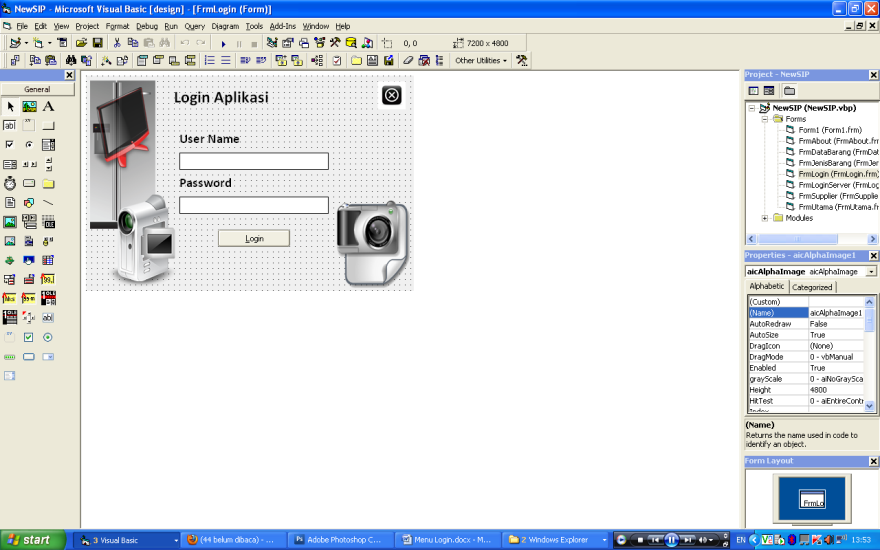 NewSIP - Microsoft Visual Basic [design] - [FrmLogin (Form)]
File Edit View Project Format Debug Run Query Diagram Tools Add-Ins Window Help
0, 0
7200 x 4800
Other Utilities
General
Login Aplikasi
User Name
Password
Login
Project - NewSIP
NewSIP (NewSIP.vbp)
Forms
Form1 (Form1.frm)
FrmAbout (FrmAbout.fr
FrmDataBarang (FrmDat
FrmJenisBarang (FrmJer
FrmLogin (FrmLogin.frm)
FrmLoginServer (FrmLog
FrmSupplier (FrmSupplie
FrmUtama (FrmUtama.f
Modules
Properties - aicAlphaImage1
aicAlphaImage aicAlphaImage
Alphabetic Categorized
(Custom)
(Name) aicAlphaImage1
AutoRedraw False
AutoSize True
DragIcon (None)
DragMode 0 - vbManual
Enabled True
grayScale 0 - aiNoGraySca
Height 4800
HitTest 0 - aiEntireContr
Index
(Name)
Returns the name used in code to
identify an object.
Form Layout
FrmLo
start
3 Visual Basic
(44 belum dibaca) - ...
Adobe Photoshop C...
Menu Login.docx - M...
2 Windows Explorer
EN
13:53